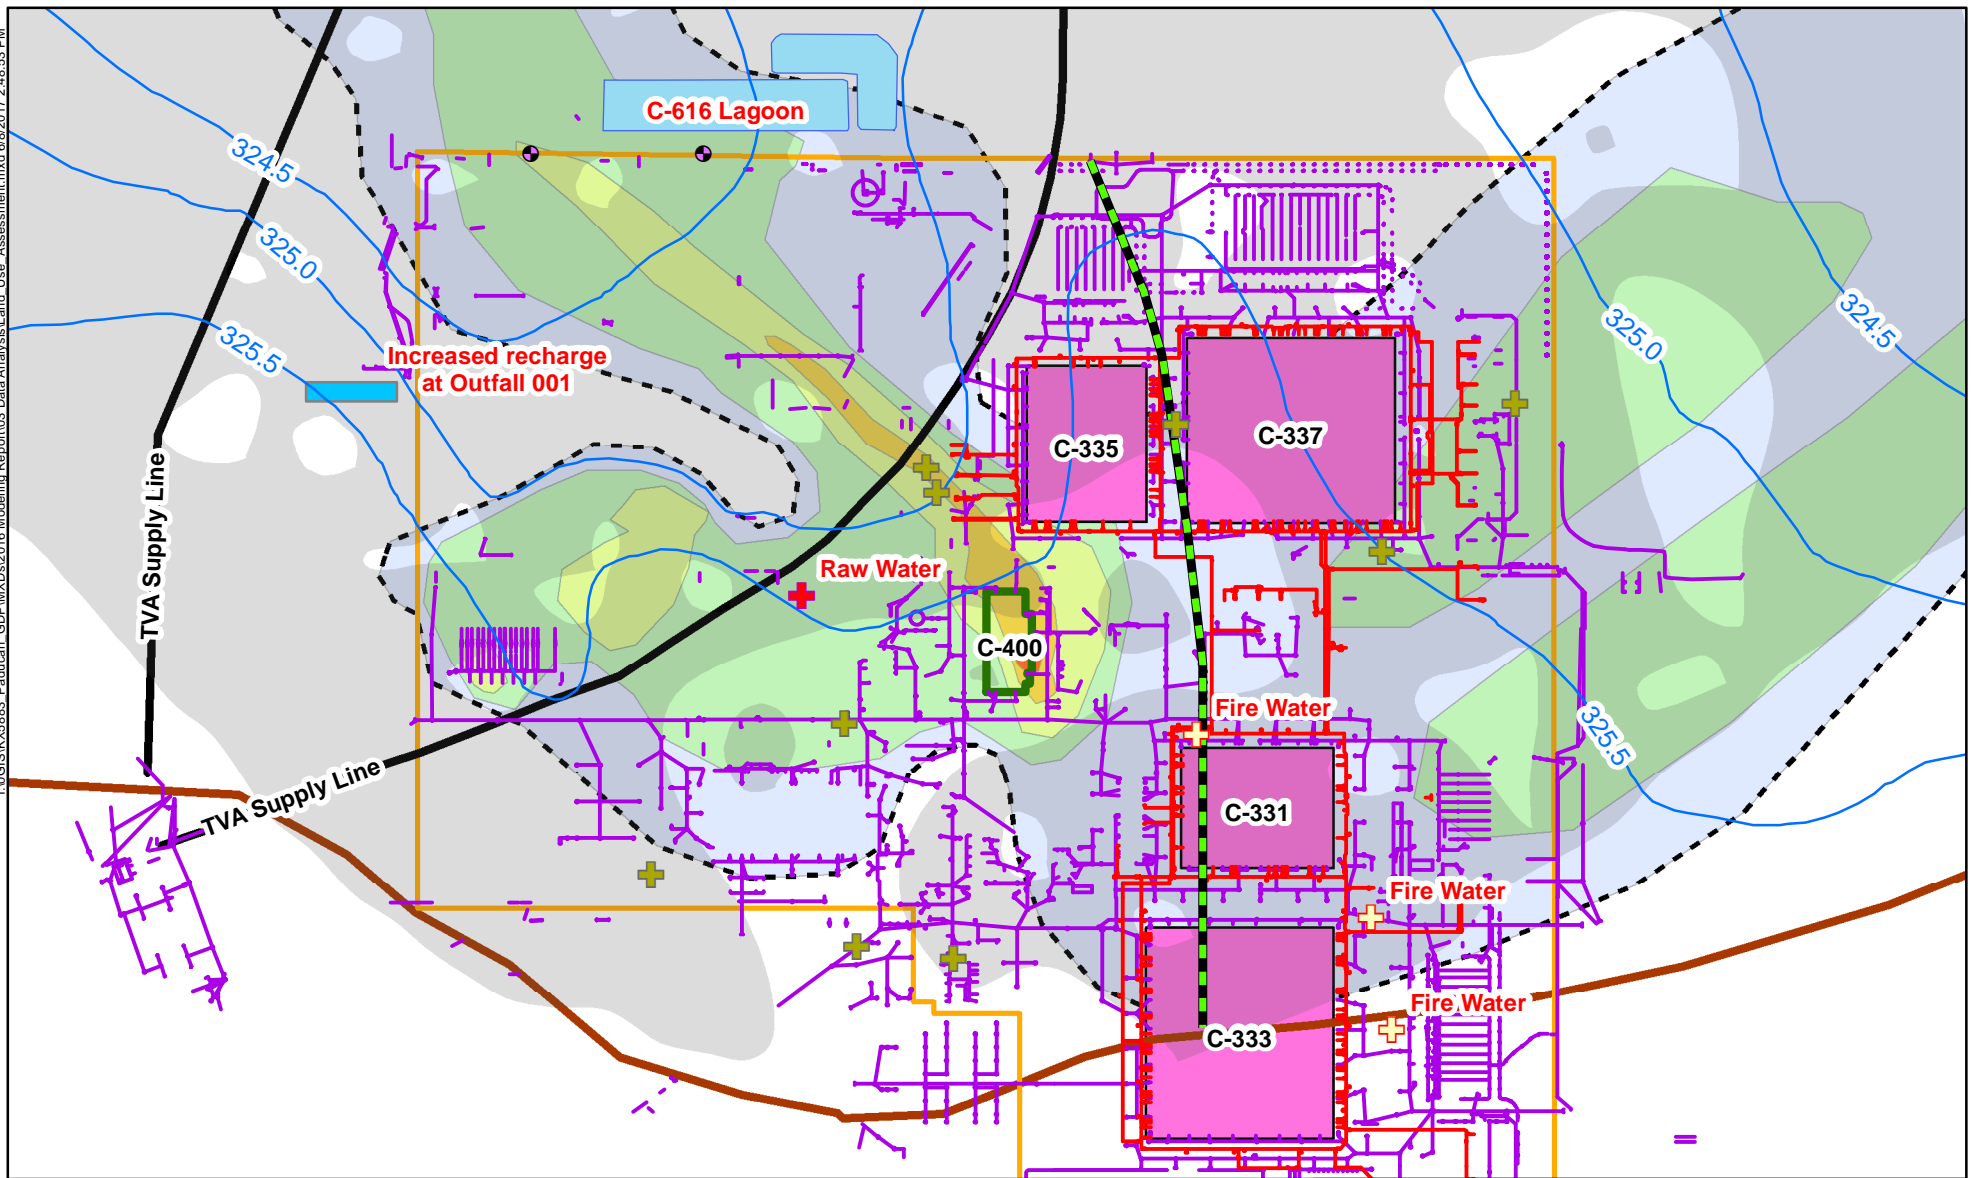 C-616 Lagoon
324.5
325.0
325.5
Increased recharge
at Outfall 001
324.5
325.0
C-335
C-337
TVA Supply Line
Raw Water
C-400
Fire Water
325.5
TVA Supply Line
C-331
Fire Water
Fire Water
C-333